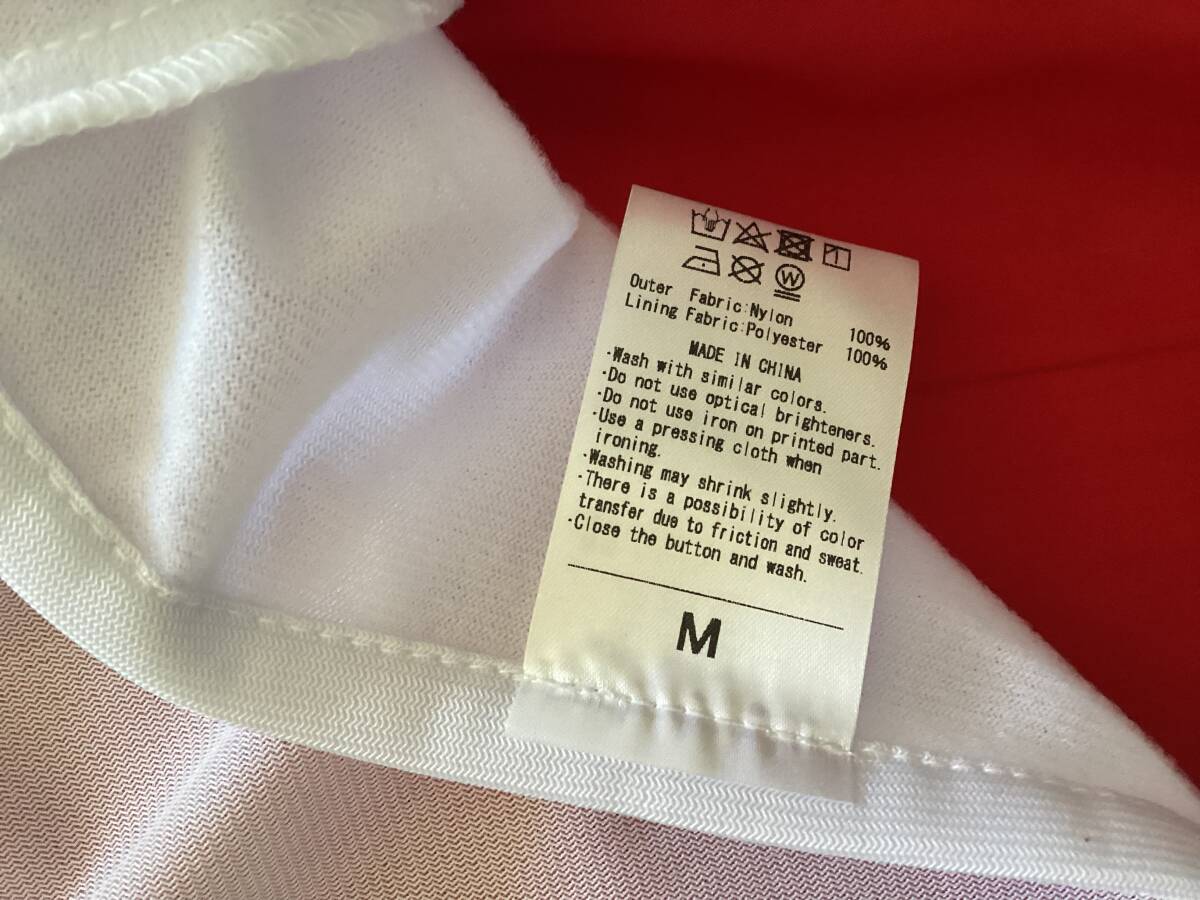 W
Outer Fabric:Nylon 100%
Lining Fabric:Polyester 100%
MADE IN CHINA
·Wash with similar colors.
·Do not use optical brighteners.
·Do not use iron on printed part.
·Use a pressing cloth when
ironing.
·Washing may shrink slightly.
·There is a possibility of color
transfer due to friction and sweat.
·Close the button and wash.
M